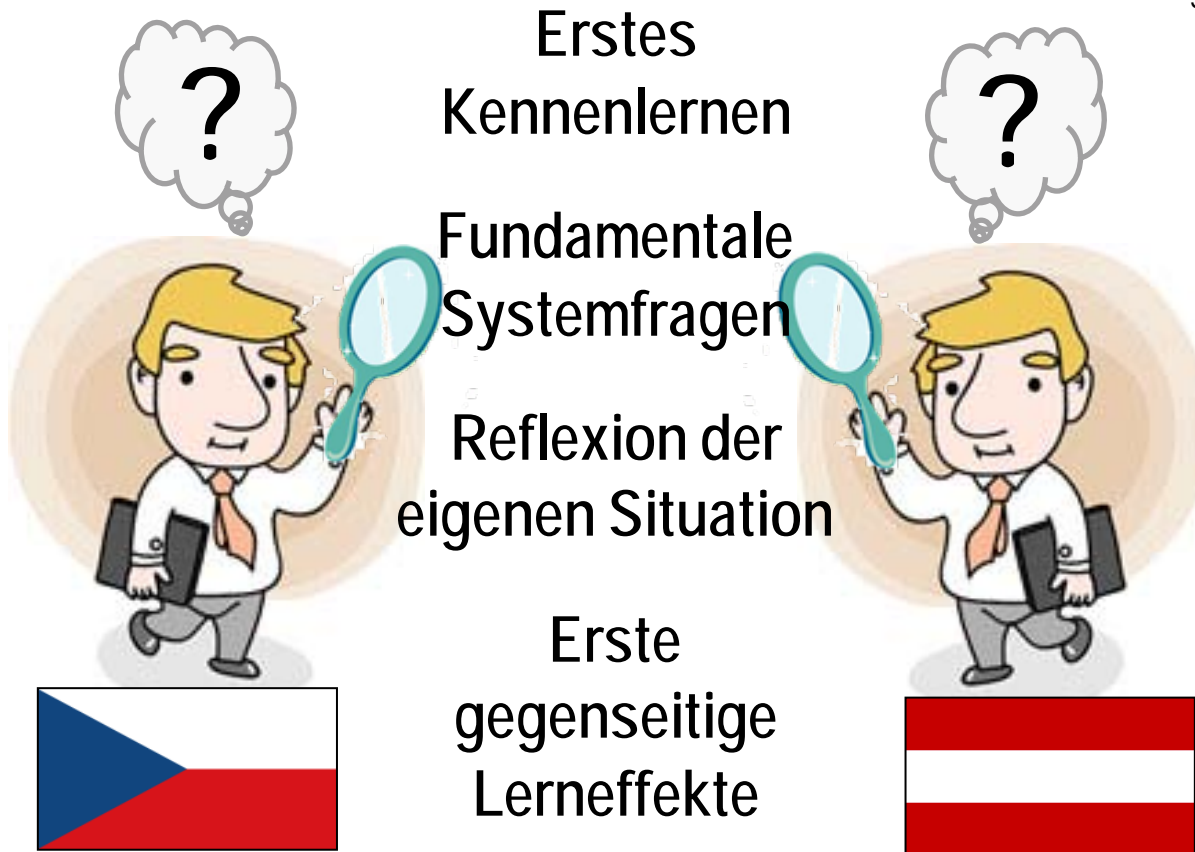 ?
?
Erstes
Kennenlernen
Fundamentale
Systemfragen
Reflexion der
eigenen Situation
Erste
gegenseitige
Lerneffekte